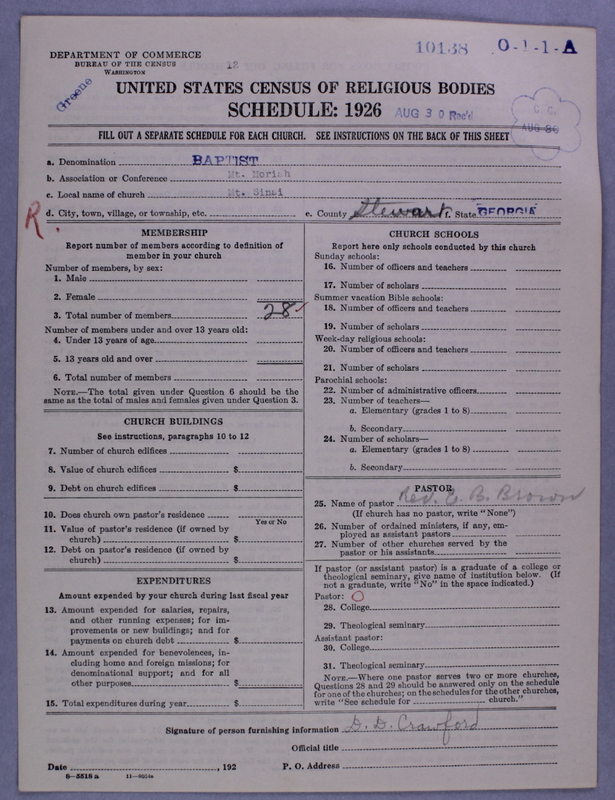 10138 O-1-1-A
DEPARTMENT OF COMMERCE
BUREAU OF THE CENSUS
WASHINGTON
13
Greene
UNITED STATES CENSUS OF RELIGIOUS BODIES
SCHEDULE: 1926
AUG 30 Rec'd
C. C.
AUG 30
FILL OUT A SEPARATE SCHEDULE FOR EACH CHURCH. SEE INSTRUCTIONS ON THE BACK OF THIS SHEET
a. Denomination BAPTIST
b. Association or Conference Mt. Moriah
c. Local name of church Mt. Sinai
R.
d. City, town, village, or township, etc. e. County Stewart f. State GEORGIA
MEMBERSHIP
Report number of members according to definition of
member in your church
Number of members, by sex:
1. Male
2. Female
3. Total number of members 28 ✓
Number of members under and over 13 years old:
4. Under 13 years of age
5. 13 years old and over
6. Total number of members
NOTE.—The total given under Question 6 should be the
same as the total of males and females given under Question 3.
CHURCH BUILDINGS
See instructions, paragraphs 10 to 12
7. Number of church edifices
8. Value of church edifices $
9. Debt on church edifices $
10. Does church own pastor's residence
Yes or No
11. Value of pastor's residence (if owned by
church) $
12. Debt on pastor's residence (if owned by
church) $
EXPENDITURES
Amount expended by your church during last fiscal year
13. Amount expended for salaries, repairs,
and other running expenses; for im-
provements or new buildings; and for
payments on church debt $
14. Amount expended for benevolences, in-
cluding home and foreign missions; for
denominational support; and for all
other purposes $
15. Total expenditures during year $
CHURCH SCHOOLS
Report here only schools conducted by this church
Sunday schools:
16. Number of officers and teachers
17. Number of scholars
Summer vacation Bible schools:
18. Number of officers and teachers
19. Number of scholars
Week-day religious schools:
20. Number of officers and teachers
21. Number of scholars
Parochial schools:
22. Number of administrative officers
23. Number of teachers—
a. Elementary (grades 1 to 8)
b. Secondary
24. Number of scholars—
a. Elementary (grades 1 to 8)
b. Secondary
PASTOR
25. Name of pastor Rev. E. B. Brown
(If church has no pastor, write "None")
26. Number of ordained ministers, if any, em-
ployed as assistant pastors
27. Number of other churches served by the
pastor or his assistants
If pastor (or assistant pastor) is a graduate of a college or
theological seminary, give name of institution below. (If
not a graduate, write "No" in the space indicated.)
Pastor: O
28. College
29. Theological seminary
Assistant pastor:
30. College
31. Theological seminary
NOTE.—Where one pastor serves two or more churches,
Questions 28 and 29 should be answered only on the schedule
for one of the churches; on the schedules for the other churches,
write "See schedule for church."
Signature of person furnishing information D. D. Crawford
Official title
Date , 192 P. O. Address
8-5518 a